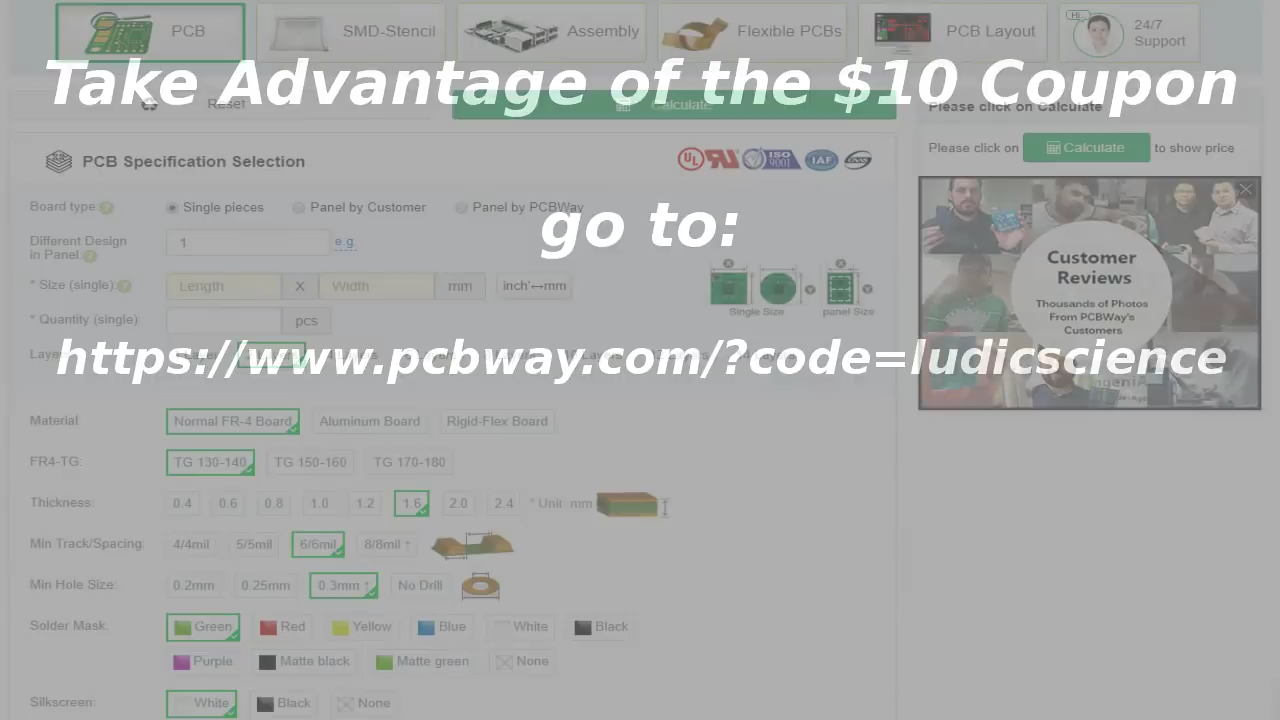 PCB SMD-Stencil Assembly Flexible PCBs PCB Layout Hi... 24/7 Support
Take Advantage of the $10 Coupon
Reset Calculate Please click on Calculate
PCB Specification Selection
UL ISO 9001 IAF
Please click on Calculate to show price
Board type ? Single pieces Panel by Customer Panel by PCBWay
go to:
Different Design in Panel: ? 1 e.g.
* Size (single): ? Length X Width mm inch'↔mm
* Quantity (single): pcs
Single Size panel Size
Customer
Reviews
Thousands of Photos
From PCBWay's
Customers
https://www.pcbway.com/?code=ludicscience
Material: Normal FR-4 Board Aluminum Board Rigid-Flex Board
FR4-TG: TG 130-140 TG 150-160 TG 170-180
Thickness: 0.4 0.6 0.8 1.0 1.2 1.6 2.0 2.4 * Unit: mm
Min Track/Spacing: 4/4mil 5/5mil 6/6mil 8/8mil ↑
Min Hole Size: 0.2mm 0.25mm 0.3mm ↑ No Drill
Solder Mask: Green Red Yellow Blue White Black
Purple Matte black Matte green None
Silkscreen: White Black None